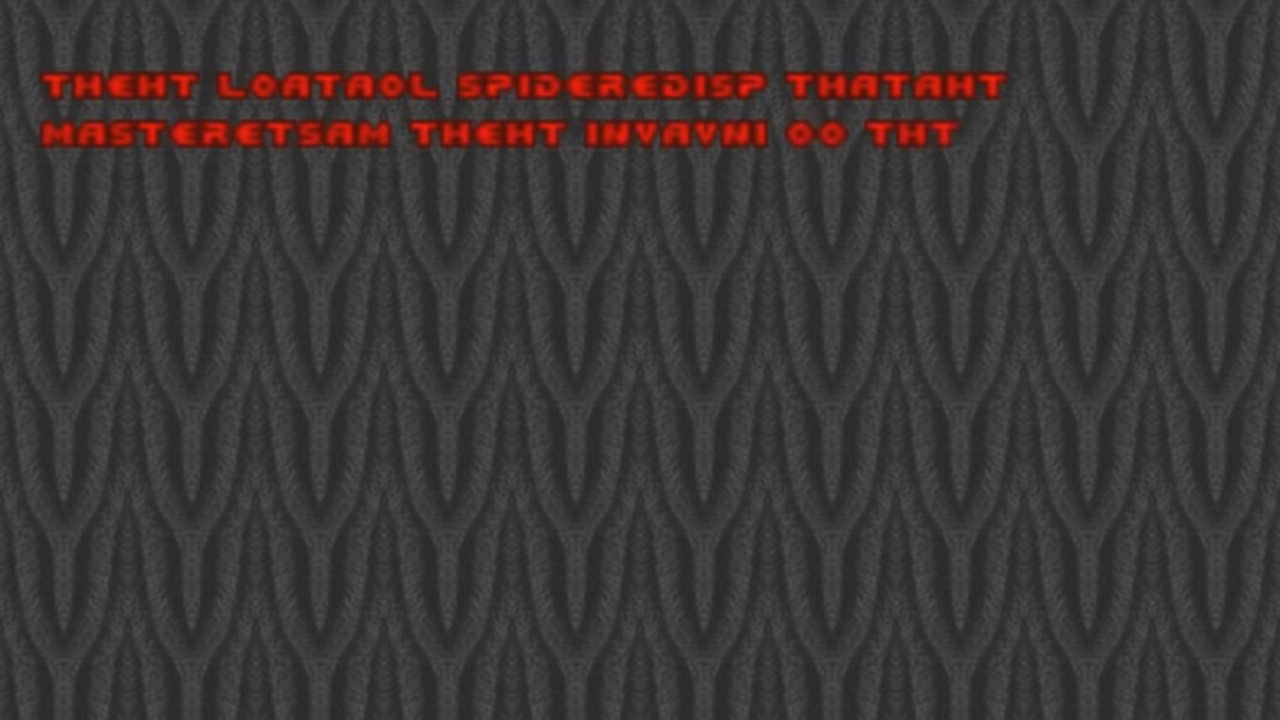 THEHT LOATAOL SPIDEREDISP THATAHT
MASTERETSAM THEHT INVAVNI OO THT